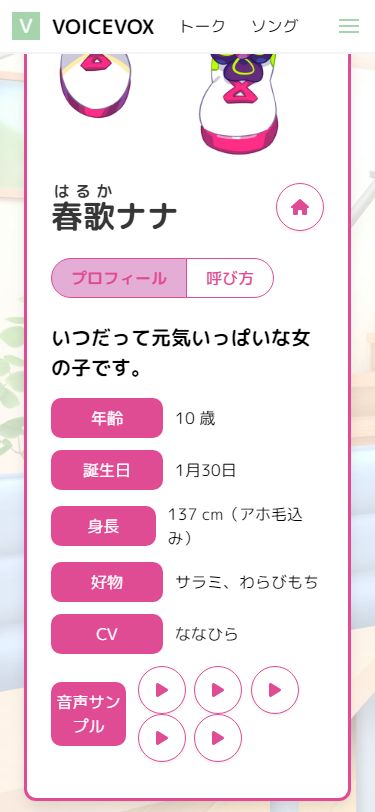 V VOICEVOX トーク ソング
はるか
春歌ナナ
プロフィール 呼び方
いつだって元気いっぱいな女
の子です。
年齢 10 歳
誕生日 1月30日
身長 137 cm（アホ毛込
み）
好物 サラミ、わらびもち
CV ななひら
音声サン
プル